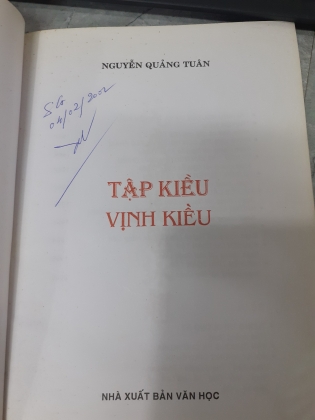 NGUYỄN QUẢNG TUÂN
SG
04/02/2002
TẬP KIỀU
VỊNH KIỀU
NHÀ XUẤT BẢN VĂN HỌC